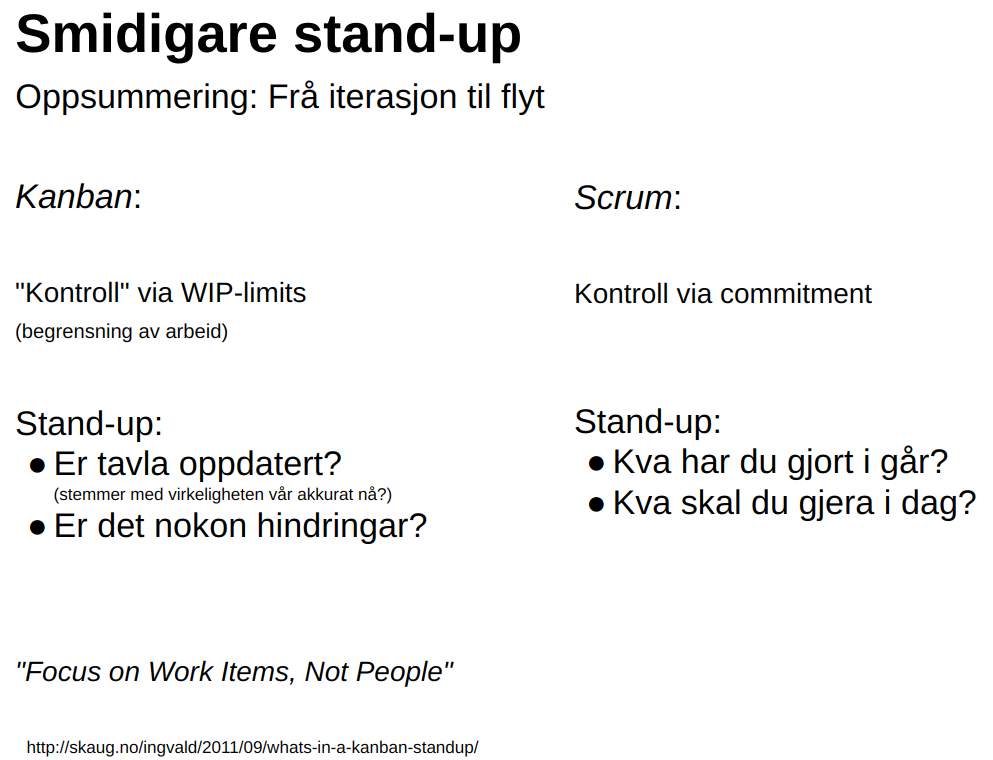 Smidigare stand-up
Oppsummering: Frå iterasjon til flyt
Kanban:
"Kontroll" via WIP-limits
(begrensning av arbeid)
Stand-up:
● Er tavla oppdatert?
(stemmer med virkeligheten vår akkurat nå?)
● Er det nokon hindringar?
Scrum:
Kontroll via commitment
Stand-up:
● Kva har du gjort i går?
● Kva skal du gjera i dag?
"Focus on Work Items, Not People"
http://skaug.no/ingvald/2011/09/whats-in-a-kanban-standup/